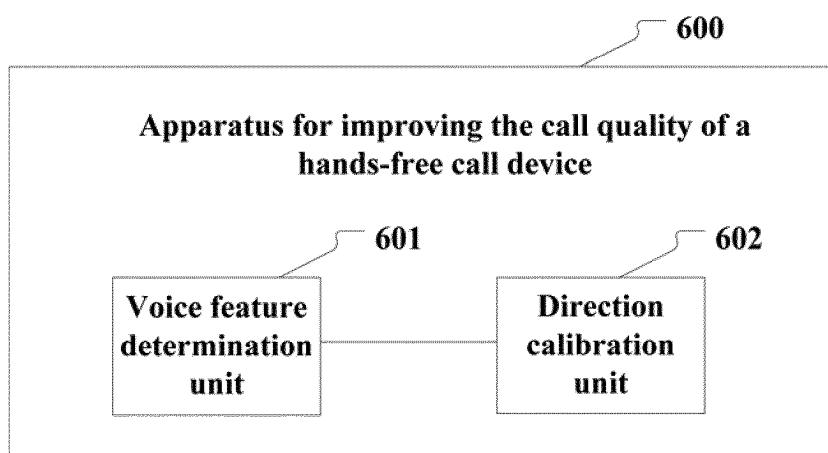 600
Apparatus for improving the call quality of a
hands-free call device
601
602
Voice feature
determination
unit
Direction
calibration
unit